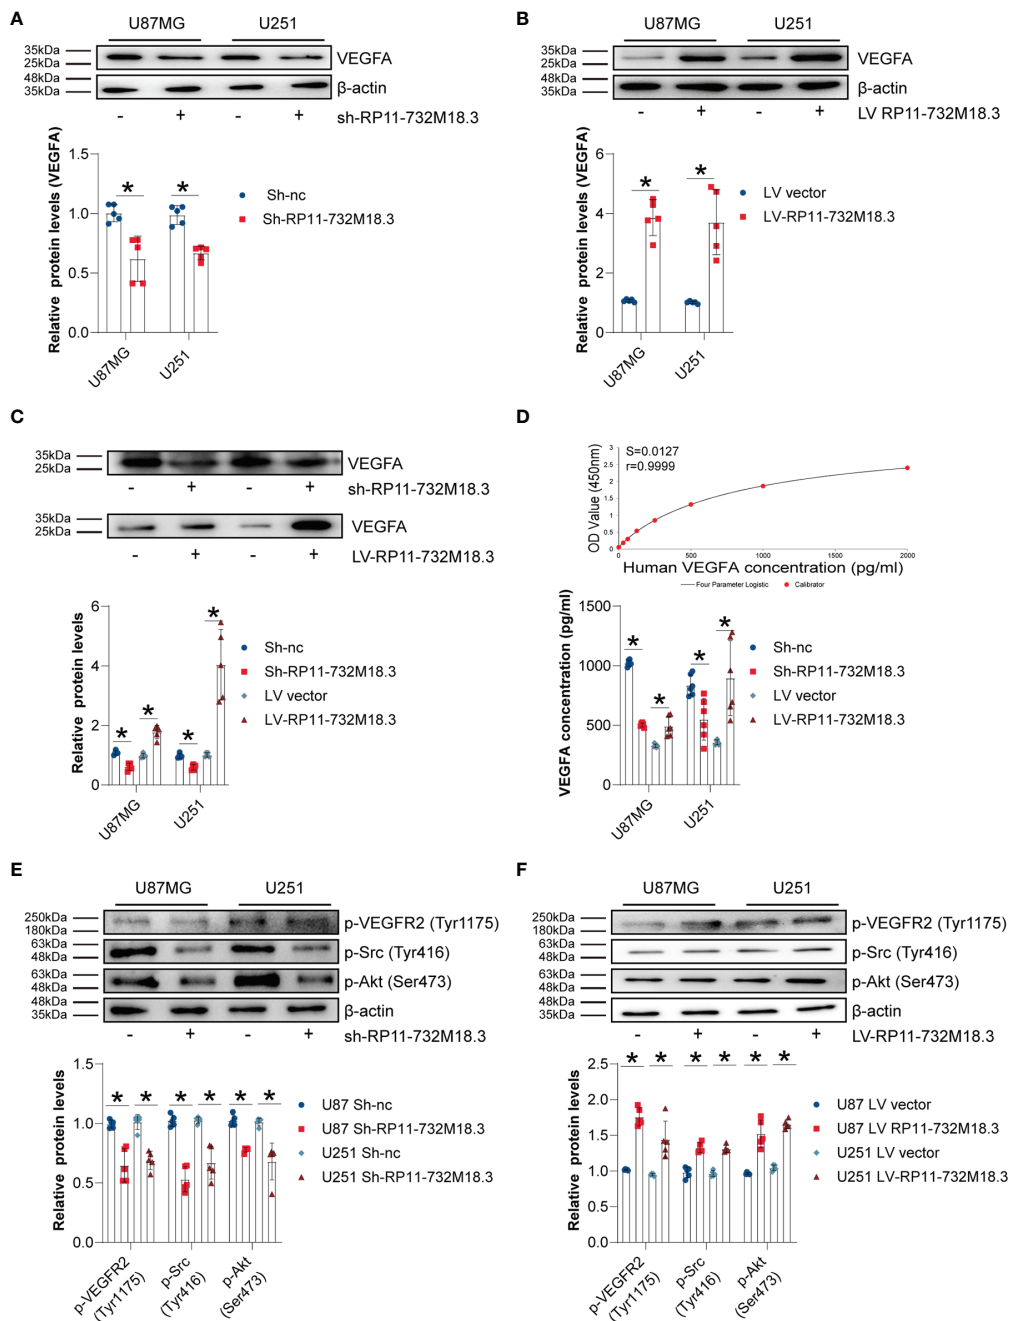 A
U87MG U251
35kDa
25kDa
VEGFA
48kDa
35kDa
β-actin
- + - +
sh-RP11-732M18.3
Relative protein levels (VEGFA)
1.5
1.0
0.5
0.0
* *
U87MG
U251
Sh-nc
Sh-RP11-732M18.3
B
U87MG U251
35kDa
25kDa
VEGFA
48kDa
35kDa
β-actin
- + - +
LV RP11-732M18.3
Relative protein levels (VEGFA)
6
4
2
0
* *
U87MG
U251
LV vector
LV-RP11-732M18.3
C
35kDa
25kDa
VEGFA
- + - +
sh-RP11-732M18.3
35kDa
25kDa
VEGFA
- + - +
LV-RP11-732M18.3
Relative protein levels
6
4
2
0
* * * *
U87MG
U251
Sh-nc
Sh-RP11-732M18.3
LV vector
LV-RP11-732M18.3
D
OD Value (450nm)
3
2.5
2
1.5
1
0.5
0
S=0.0127
r=0.9999
0 500 1000 1500 2000
Human VEGFA concentration (pg/ml)
Four Parameter Logistic Calibrator
VEGFA concentration (pg/ml)
1500
1000
500
0
* * * *
U87MG
U251
Sh-nc
Sh-RP11-732M18.3
LV vector
LV-RP11-732M18.3
E
U87MG U251
250kDa
180kDa
p-VEGFR2 (Tyr1175)
63kDa
48kDa
p-Src (Tyr416)
63kDa
48kDa
p-Akt (Ser473)
48kDa
35kDa
β-actin
- + - +
sh-RP11-732M18.3
Relative protein levels
1.5
1.0
0.5
0.0
* * * * * *
p-VEGFR2
(Tyr1175)
p-Src
(Tyr416)
p-Akt
(Ser473)
U87 Sh-nc
U87 Sh-RP11-732M18.3
U251 Sh-nc
U251 Sh-RP11-732M18.3
F
U87MG U251
250kDa
180kDa
p-VEGFR2 (Tyr1175)
63kDa
48kDa
p-Src (Tyr416)
63kDa
48kDa
p-Akt (Ser473)
48kDa
35kDa
β-actin
- + - +
LV-RP11-732M18.3
Relative protein levels
2.5
2.0
1.5
1.0
0.5
0.0
* * * * * *
p-VEGFR2
(Tyr1175)
p-Src
(Tyr416)
p-Akt
(Ser473)
U87 LV vector
U87 LV RP11-732M18.3
U251 LV vector
U251 LV-RP11-732M18.3